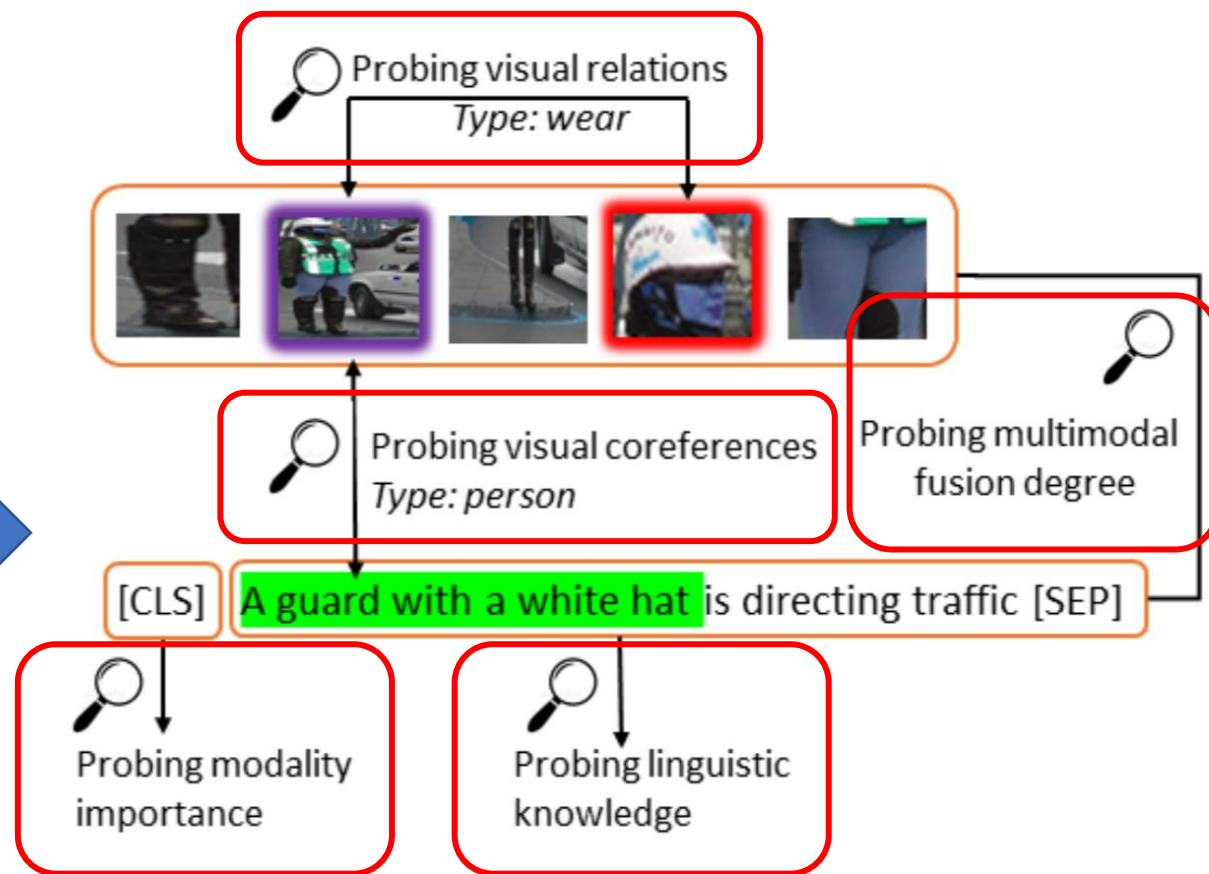 Probing visual relations
Type: wear
Probing visual coreferences
Type: person
Probing multimodal
fusion degree
[CLS] A guard with a white hat is directing traffic [SEP]
Probing modality
importance
Probing linguistic
knowledge